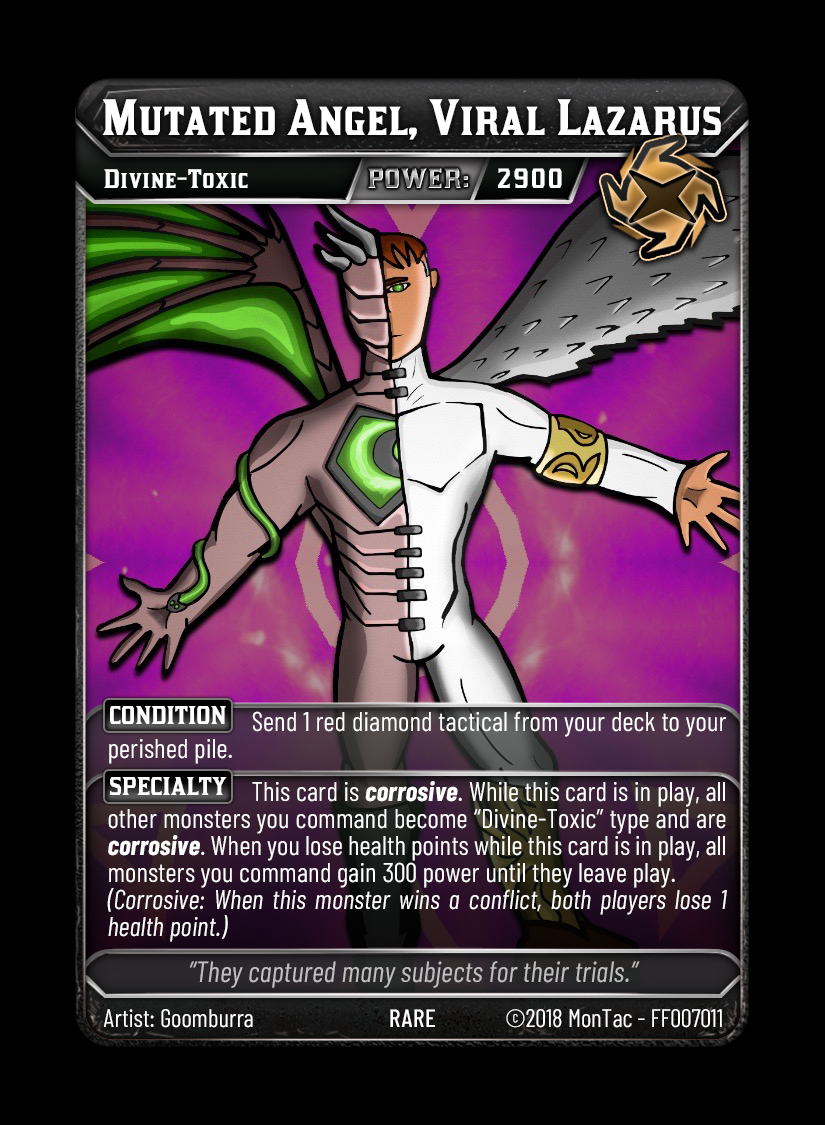 Mutated Angel, Viral Lazarus
Divine-Toxic POWER: 2900
CONDITION Send 1 red diamond tactical from your deck to your
perished pile.
SPECIALTY This card is corrosive. While this card is in play, all
other monsters you command become "Divine-Toxic" type and are
corrosive. When you lose health points while this card is in play, all
monsters you command gain 300 power until they leave play.
(Corrosive: When this monster wins a conflict, both players lose 1
health point.)
"They captured many subjects for their trials."
Artist: Goomburra RARE ©2018 MonTac - FF007011